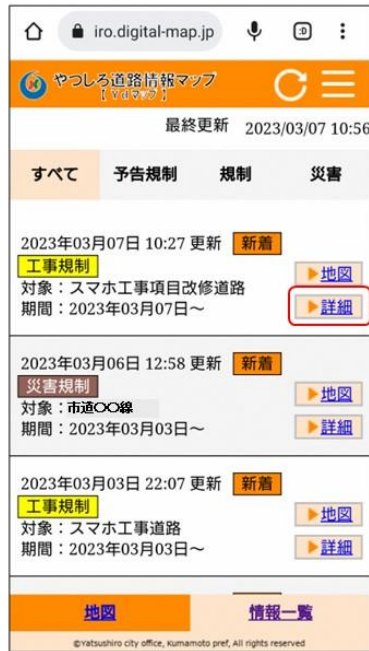 iro.digital-map.jp
:D
やつしろ道路情報マップ
【Ydマップ】
最終更新 2023/03/07 10:56
すべて 予告規制 規制 災害
2023年03月07日 10:27 更新 新着
工事規制
対象：スマホ工事項目改修道路
期間：2023年03月07日～
▶地図
▶詳細
2023年03月06日 12:58 更新 新着
災害規制
対象：市道〇〇線
期間：2023年03月03日～
▶地図
▶詳細
2023年03月03日 22:07 更新 新着
工事規制
対象：スマホ工事道路
期間：2023年03月03日～
▶地図
▶詳細
地図 情報一覧
©Yatsushiro city office, Kumamoto pref, All rights reserved